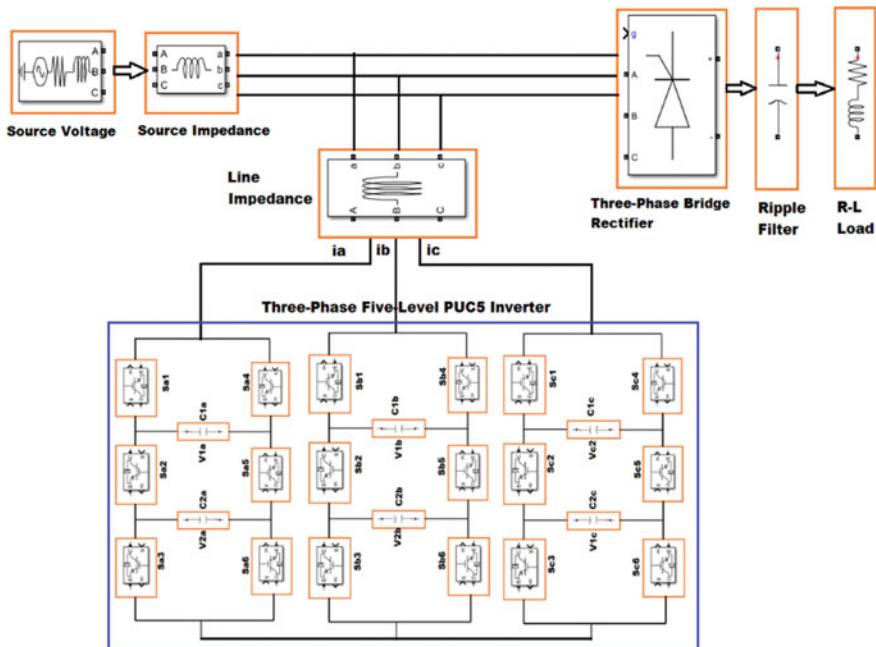 A
B
C
Source Voltage
A
B
C
a
b
c
Source Impedance
a
b
c
A
B
C
Line
Impedance
g
A
B
C
+
-
Three-Phase Bridge
Rectifier
Ripple
Filter
R-L
Load
ia
ib
ic
Three-Phase Five-Level PUC5 Inverter
Sa1
Sa4
C1a
V1a
Sa2
Sa5
C2a
V2a
Sa3
Sa6
Sb1
Sb4
C1b
V1b
Sb2
Sb5
C2b
V2b
Sb3
Sb6
Sc1
Sc4
C1c
Vc2
Sc2
Sc5
C2c
V1c
Sc3
Sc6